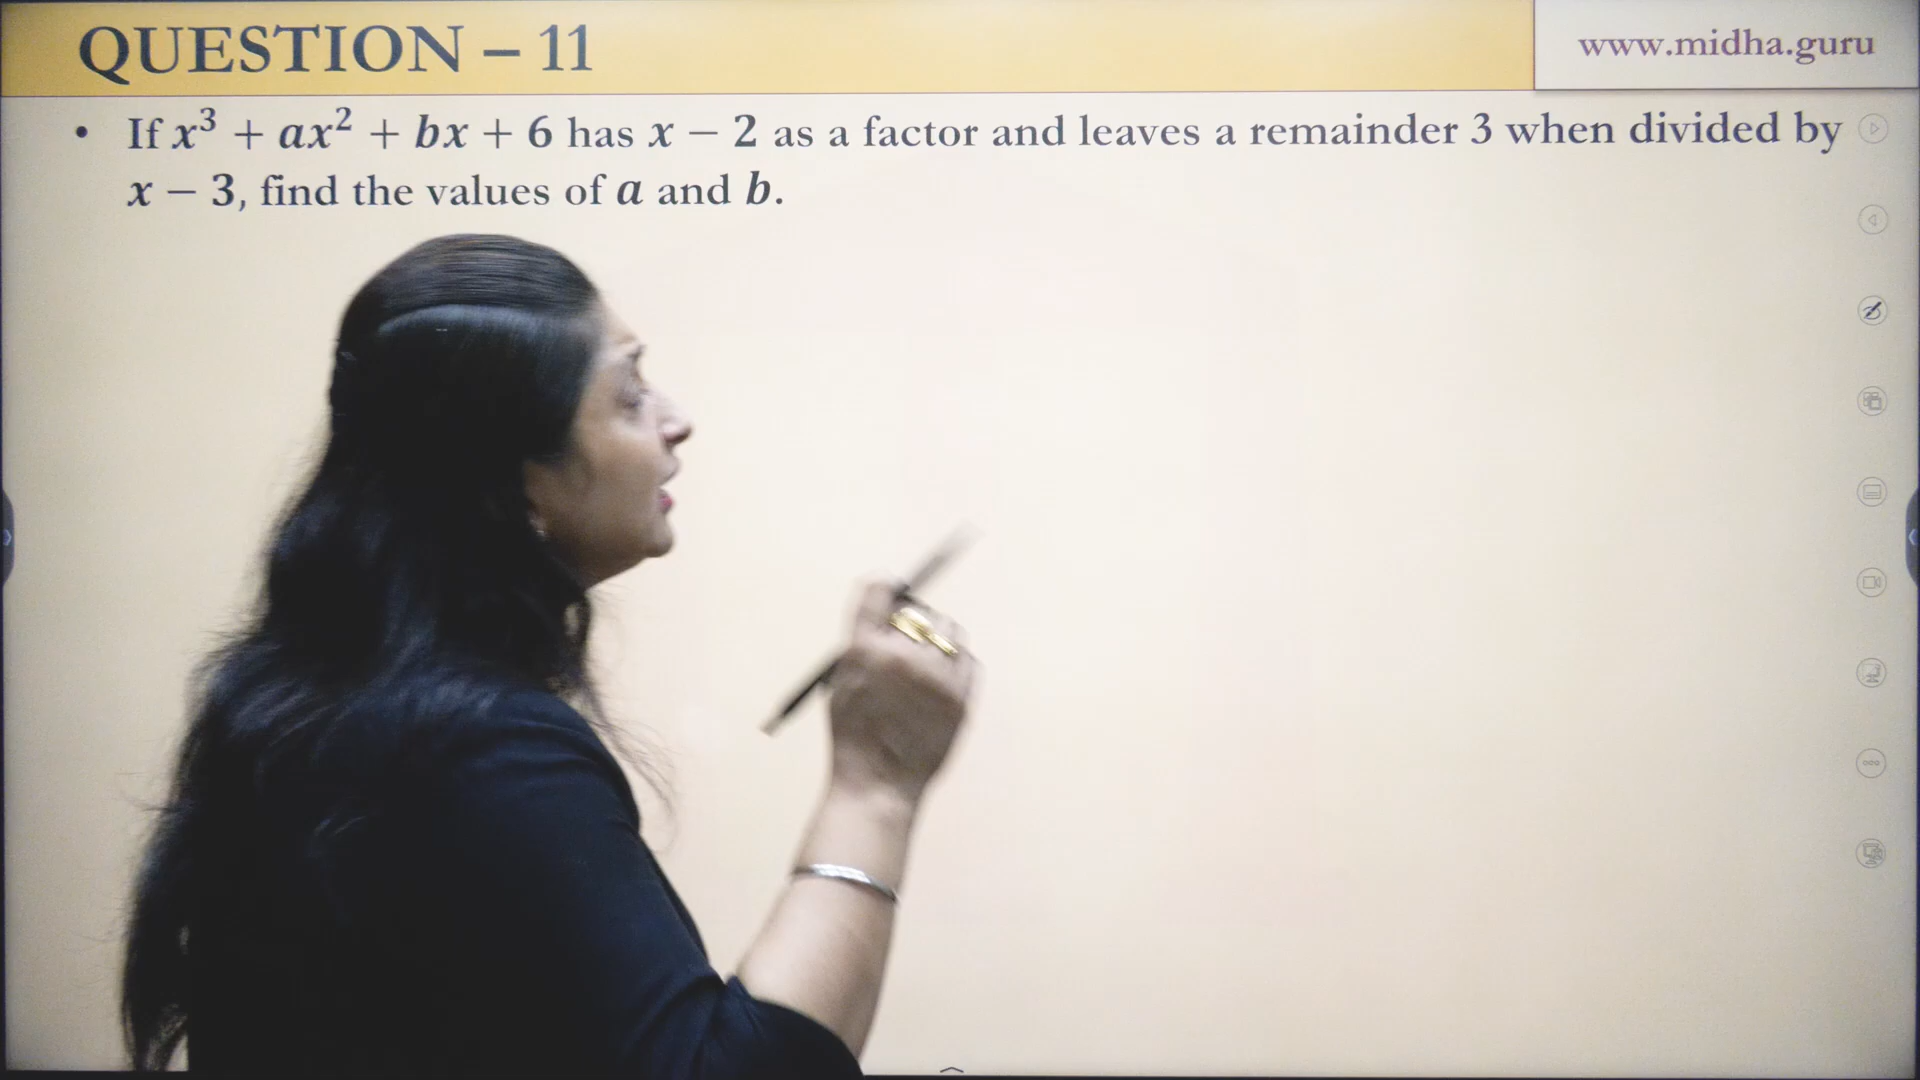 QUESTION – 11
www.midha.guru
• If x³ + ax² + bx + 6 has x – 2 as a factor and leaves a remainder 3 when divided by
x – 3, find the values of a and b.